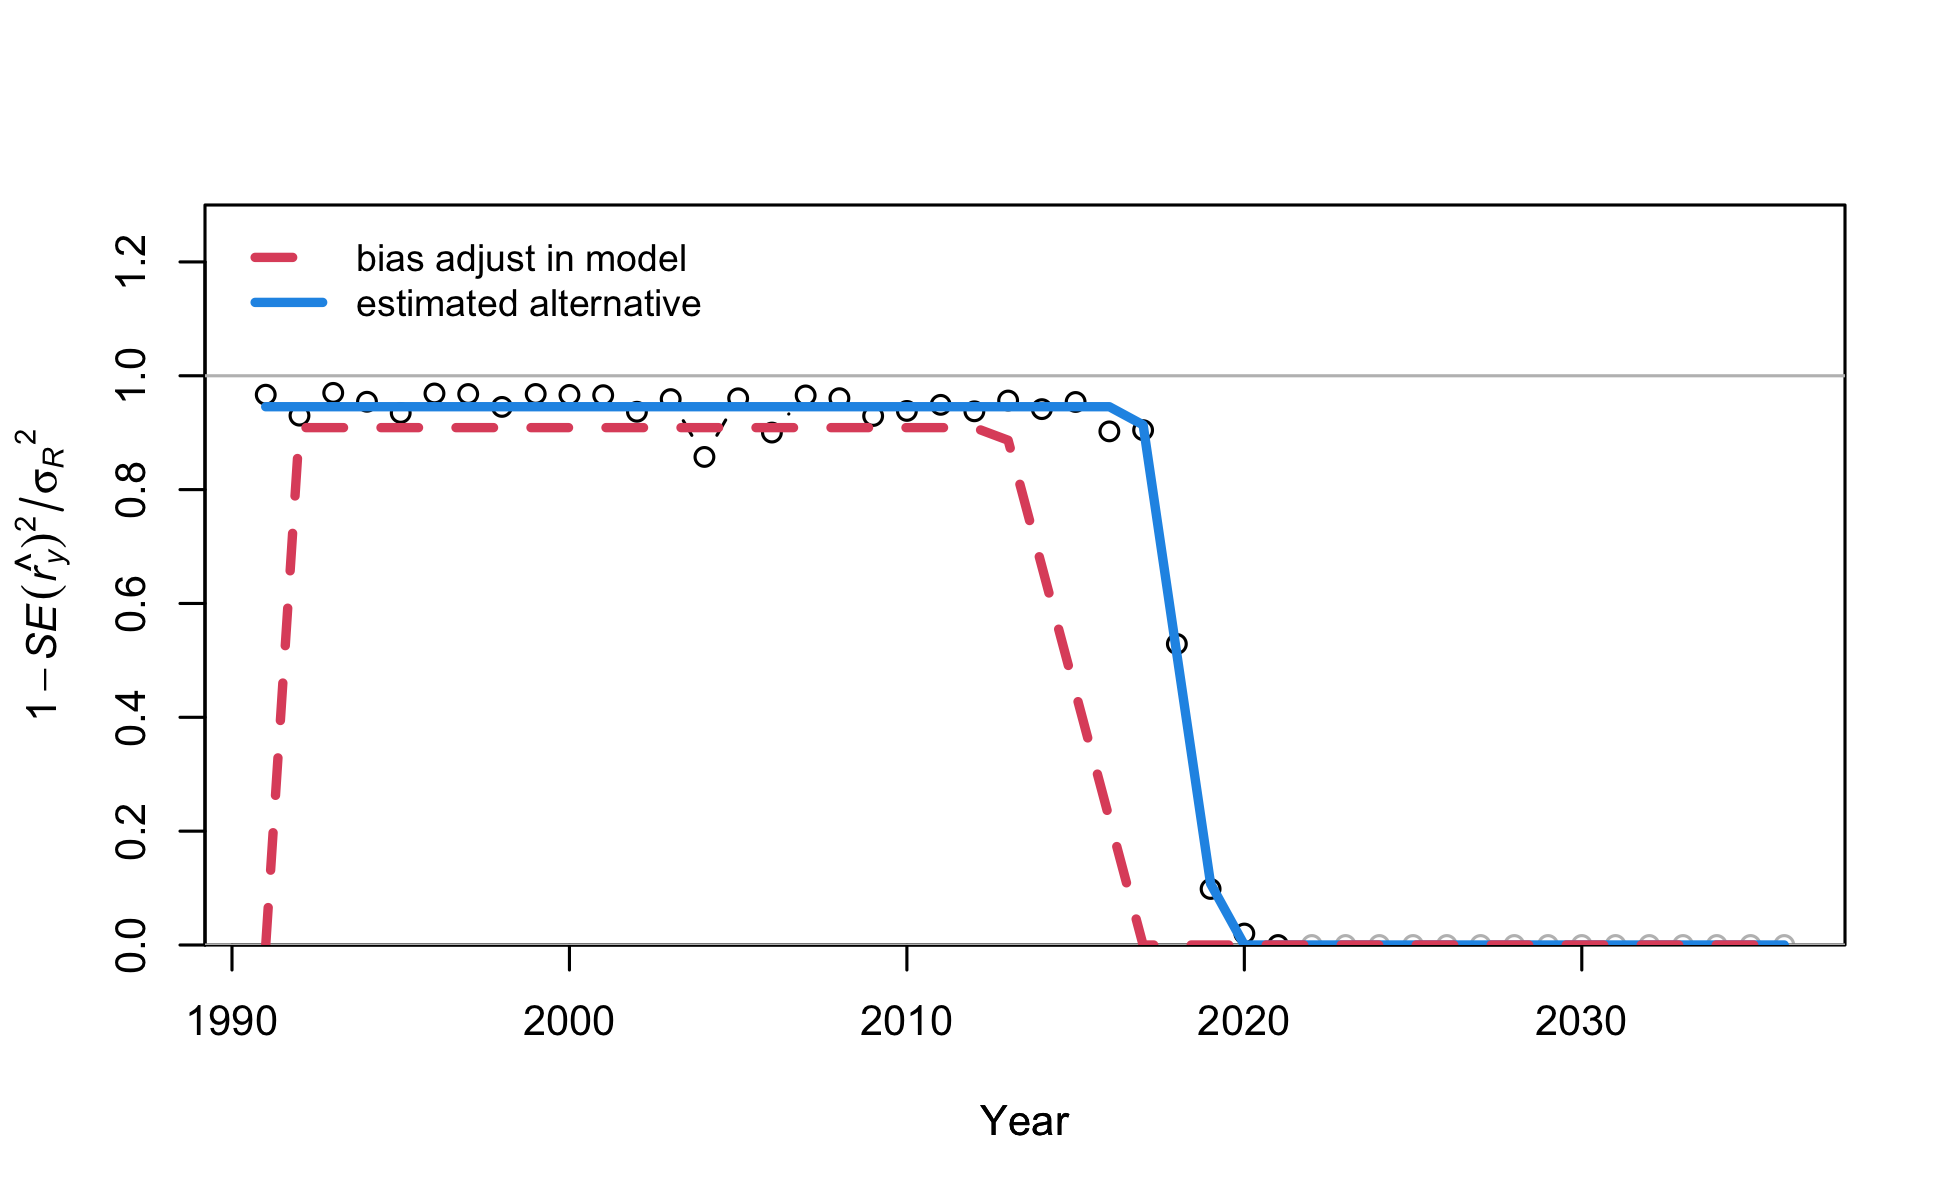 bias adjust in model
estimated alternative
1 − SE(r̂y)²/σR²
1.2
1.0
0.8
0.6
0.4
0.2
0.0
1990 2000 2010 2020 2030
Year